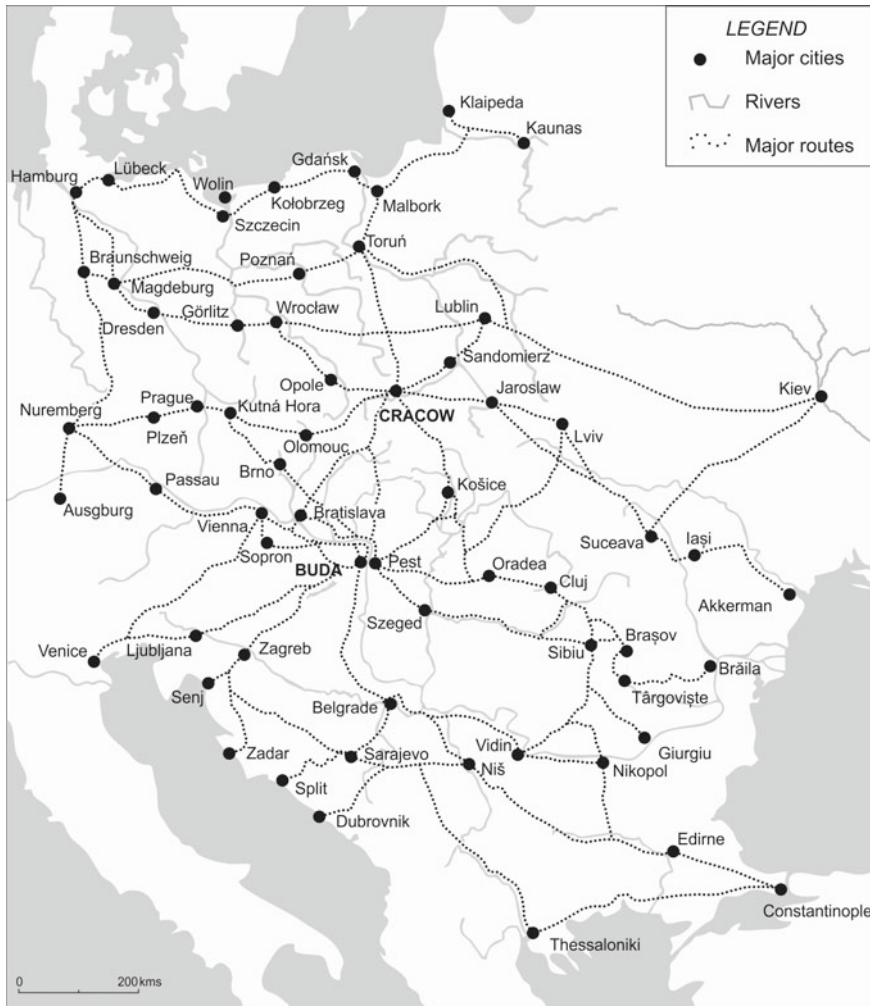 LEGEND
Major cities
Rivers
Major routes
Klaipeda
Kaunas
Gdańsk
Lübeck
Hamburg
Wolin
Kołobrzeg
Malbork
Szczecin
Toruń
Braunschweig
Poznań
Magdeburg
Wrocław
Lublin
Görlitz
Dresden
Sandomierz
Opole
Jaroslaw
Prague
Kiev
Nuremberg
Kutná Hora
CRACOW
Plzeň
Lviv
Olomouc
Brno
Passau
Košice
Ausgburg
Bratislava
Vienna
Suceava
Iași
Sopron
Oradea
BUDA
Pest
Cluj
Akkerman
Szeged
Venice
Ljubljana
Zagreb
Sibiu
Brașov
Brăila
Senj
Târgoviște
Belgrade
Vidin
Giurgiu
Zadar
Sarajevo
Niš
Nikopol
Split
Dubrovnik
Edirne
Constantinople
Thessaloniki
0 200 kms